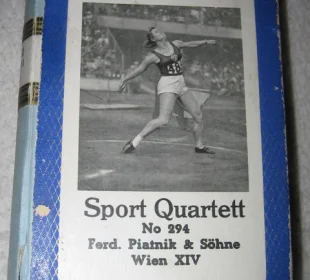 Sport Quartett
No 294
Ferd. Piatnik & Söhne
Wien XIV